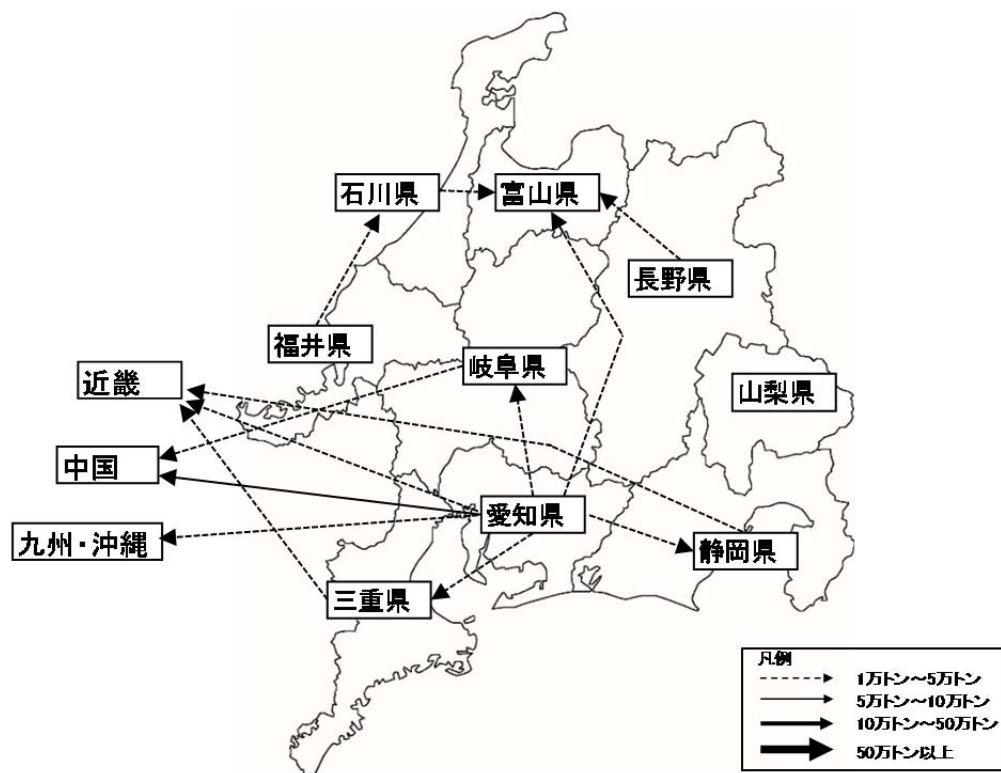 石川県
富山県
長野県
福井県
岐阜県
近畿
山梨県
中国
愛知県
九州・沖縄
静岡県
三重県
凡例
1万トン～5万トン
5万トン～10万トン
10万トン～50万トン
50万トン以上